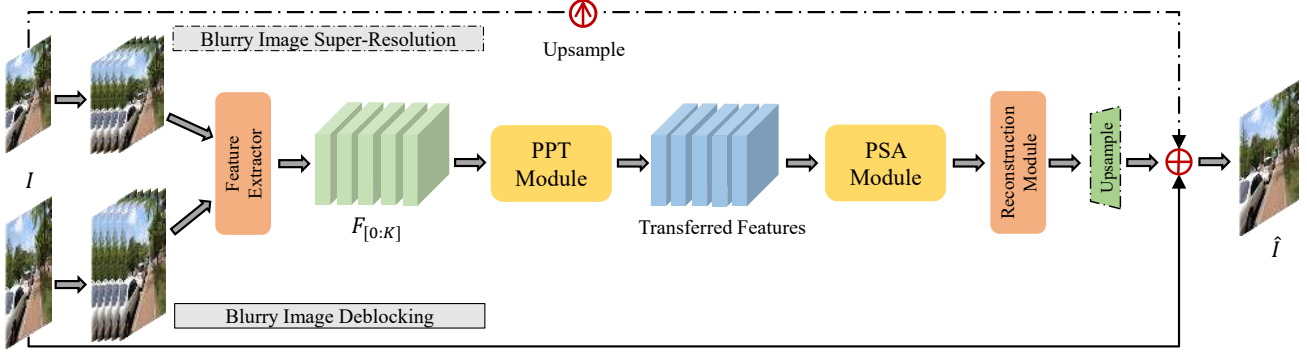 Blurry Image Super-Resolution
Upsample
I
Feature
Extractor
F[0:K]
PPT
Module
Transferred Features
PSA
Module
Reconstruction
Module
Upsample
Î
Blurry Image Deblocking